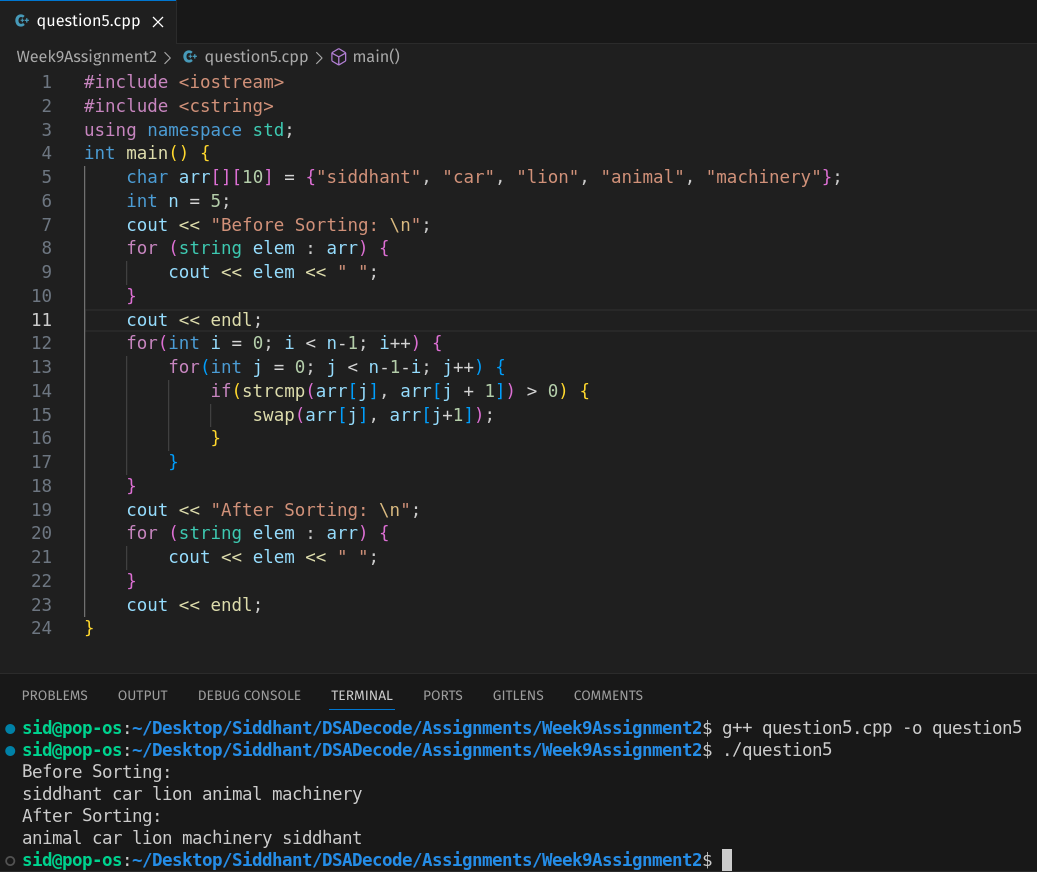 question5.cpp
Week9Assignment2 > question5.cpp > main()
1 #include <iostream>
2 #include <cstring>
3 using namespace std;
4 int main() {
5 char arr[][10] = {"siddhant", "car", "lion", "animal", "machinery"};
6 int n = 5;
7 cout << "Before Sorting: \n";
8 for (string elem : arr) {
9 cout << elem << " ";
10 }
11 cout << endl;
12 for(int i = 0; i < n-1; i++) {
13 for(int j = 0; j < n-1-i; j++) {
14 if(strcmp(arr[j], arr[j + 1]) > 0) {
15 swap(arr[j], arr[j+1]);
16 }
17 }
18 }
19 cout << "After Sorting: \n";
20 for (string elem : arr) {
21 cout << elem << " ";
22 }
23 cout << endl;
24 }
PROBLEMS OUTPUT DEBUG CONSOLE TERMINAL PORTS GITLENS COMMENTS
sid@pop-os:~/Desktop/Siddhant/DSADecode/Assignments/Week9Assignment2$ g++ question5.cpp -o question5
sid@pop-os:~/Desktop/Siddhant/DSADecode/Assignments/Week9Assignment2$ ./question5
Before Sorting:
siddhant car lion animal machinery
After Sorting:
animal car lion machinery siddhant
sid@pop-os:~/Desktop/Siddhant/DSADecode/Assignments/Week9Assignment2$